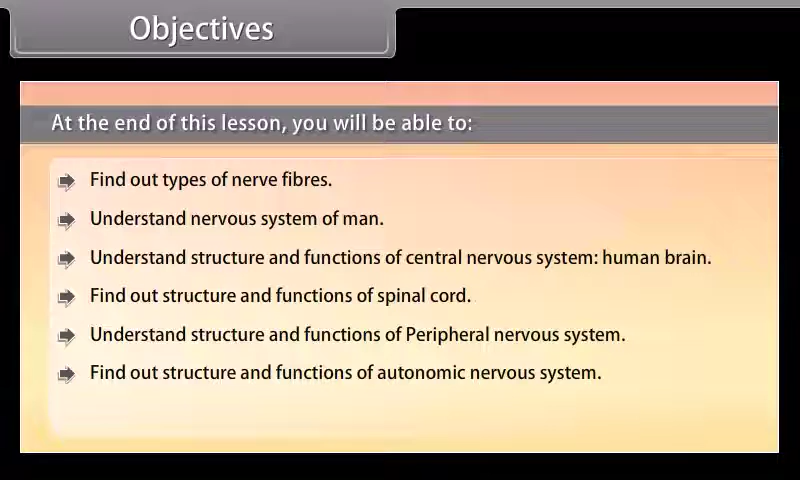 Objectives
At the end of this lesson, you will be able to:
Find out types of nerve fibres.
Understand nervous system of man.
Understand structure and functions of central nervous system: human brain.
Find out structure and functions of spinal cord.
Understand structure and functions of Peripheral nervous system.
Find out structure and functions of autonomic nervous system.